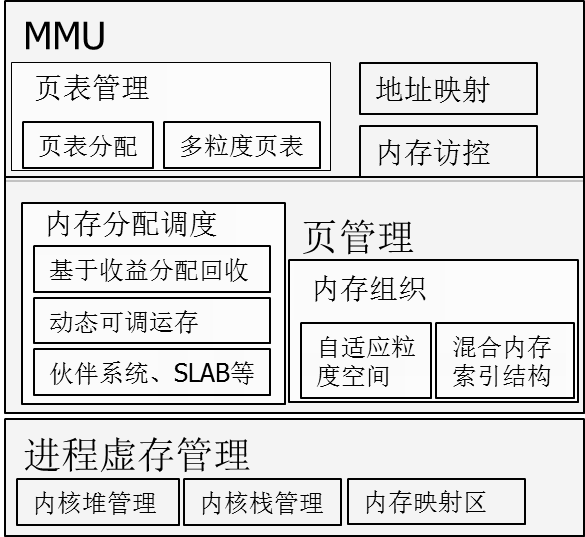 MMU
页表管理
页表分配
多粒度页表
地址映射
内存访控
内存分配调度
基于收益分配回收
动态可调运存
伙伴系统、SLAB等
页管理
内存组织
自适应粒
度空间
混合内存
索引结构
进程虚存管理
内核堆管理
内核栈管理
内存映射区